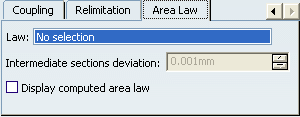 Coupling Relimitation Area Law
Law: No selection
Intermediate sections deviation: 0.001mm
Display computed area law